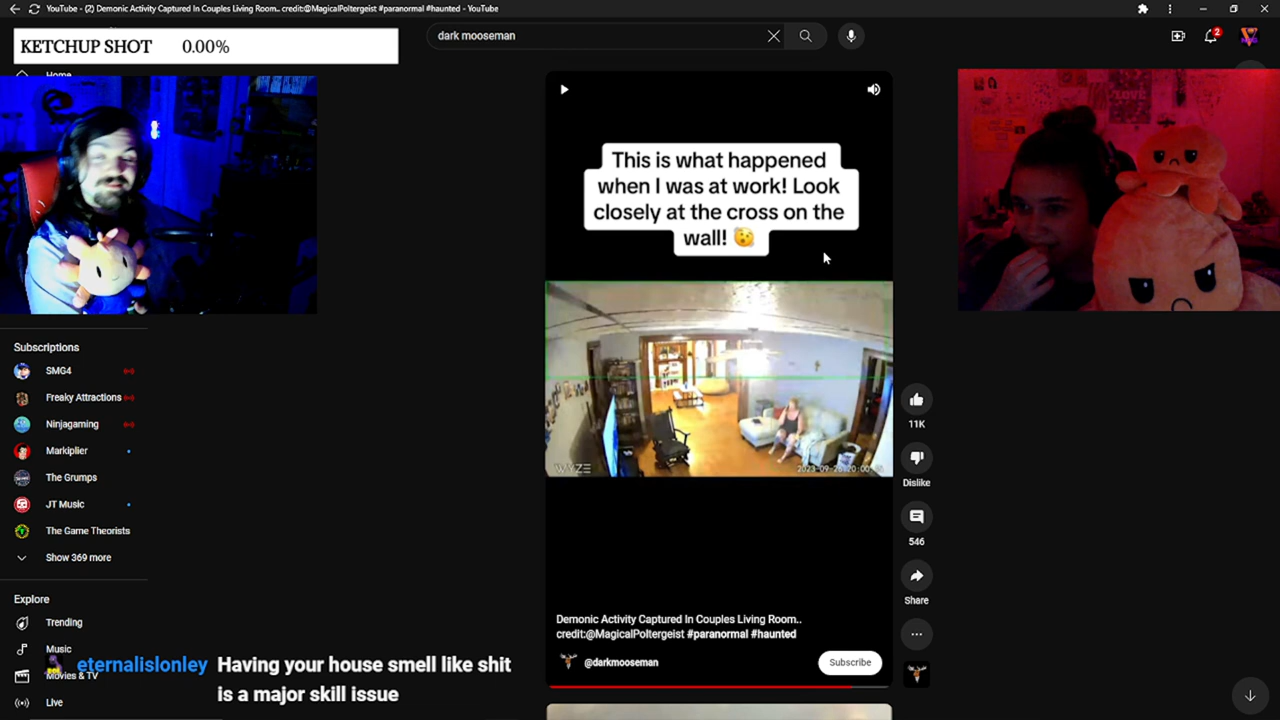 YouTube - (2) Demonic Activity Captured In Couples Living Room.. credit:@MagicalPoltergeist #paranormal #haunted - YouTube
KETCHUP SHOT 0.00%
dark mooseman
2
Home
This is what happened
when I was at work! Look
closely at the cross on the
wall! 😯
LOVE
WYZE
Subscriptions
SMG4
Freaky Attractions
Ninjagaming
Markiplier
The Grumps
JT Music
The Game Theorists
Show 369 more
Explore
Trending
Music
Movies & TV
Live
eternalislonley Having your house smell like shit
is a major skill issue
11K
Dislike
546
Share
Demonic Activity Captured In Couples Living Room..
credit:@MagicalPoltergeist #paranormal #haunted
@darkmooseman
Subscribe